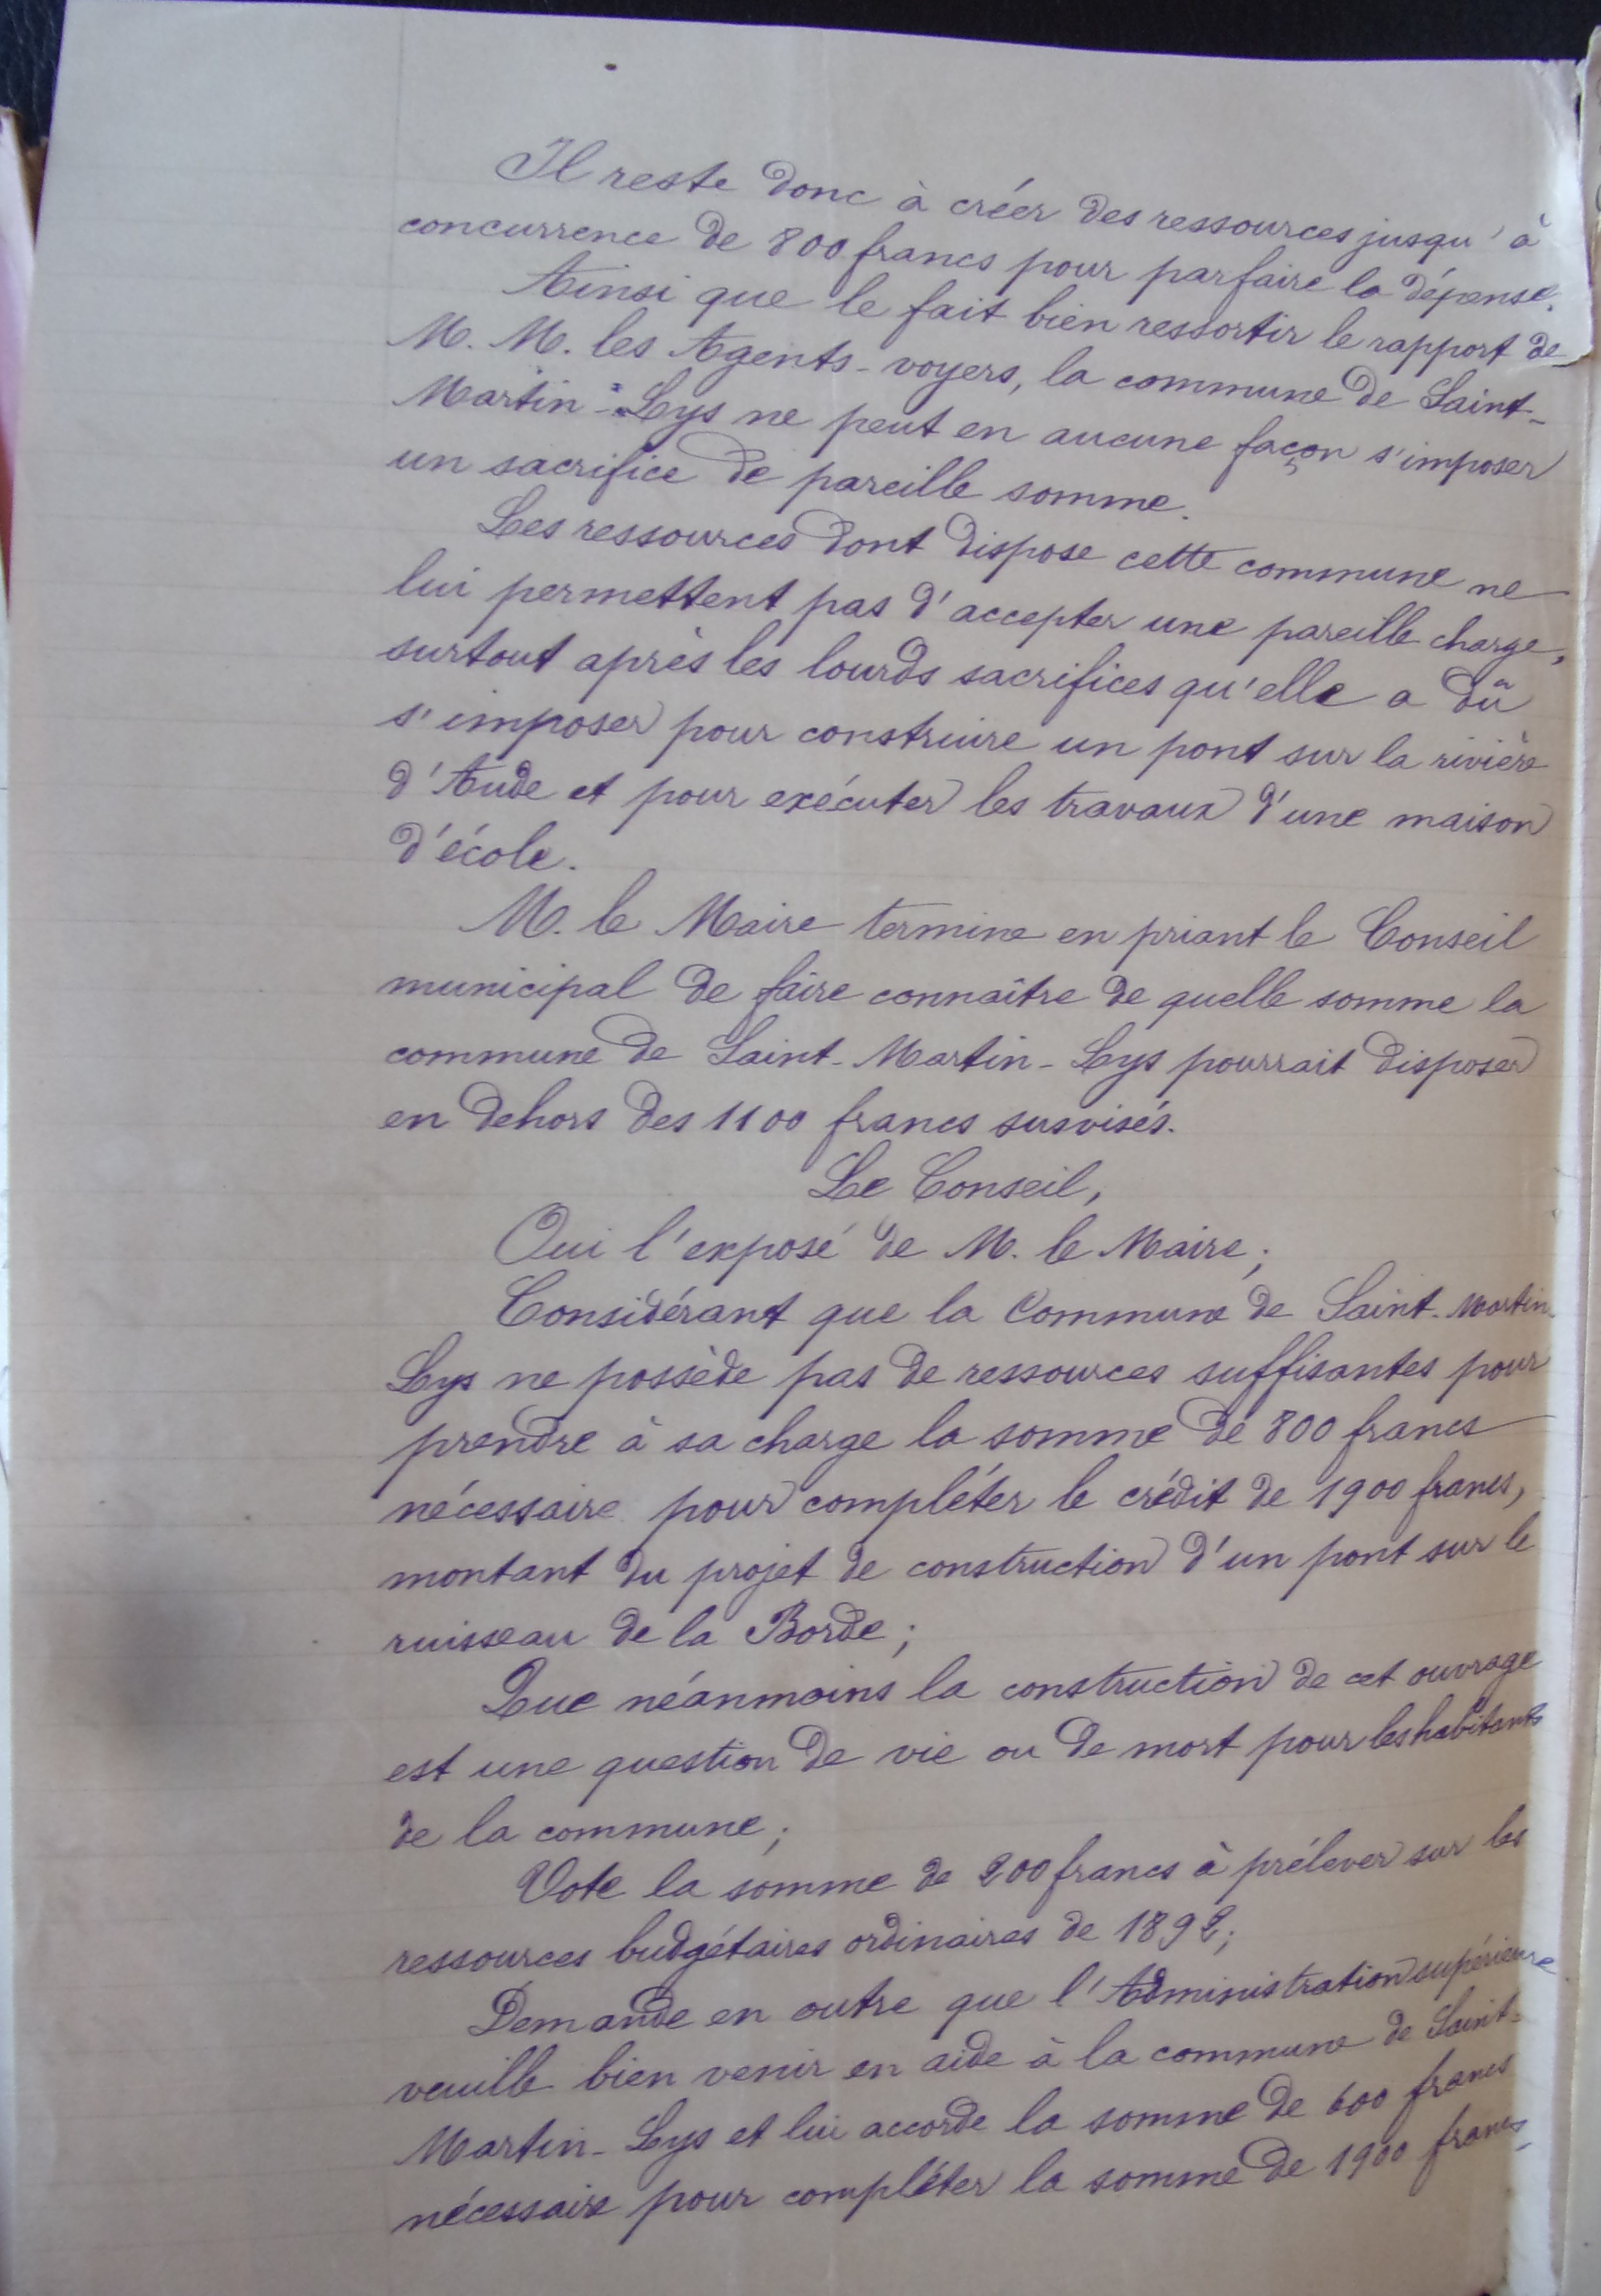 Il reste donc à créer des ressources jusqu'à
concurrence de 800 francs pour parfaire la dépense.
Ainsi que le fait bien ressortir le rapport de
M. M. les Agents-voyers, la commune de Saint-
Martin-Lys ne peut en aucune façon s'imposer
un sacrifice de pareille somme.
Les ressources dont dispose cette commune ne
lui permettent pas d'accepter une pareille charge,
surtout après les lourds sacrifices qu'elle a dû
s'imposer pour construire un pont sur la rivière
d'Aude et pour exécuter les travaux d'une maison
d'école.
M. le Maire termine en priant le Conseil
municipal de faire connaître de quelle somme la
commune de Saint-Martin-Lys pourrait disposer
en dehors des 1100 francs susvisés.
Le Conseil,
Oui l'exposé de M. le Maire;
Considérant que la Commune de Saint-Martin-
Lys ne possède pas de ressources suffisantes pour
prendre à sa charge la somme de 800 francs
nécessaire pour compléter le crédit de 1900 francs,
montant du projet de construction d'un pont sur le
ruisseau de la Borde;
Que néanmoins la construction de cet ouvrage
est une question de vie ou de mort pour les habitants
de la commune;
Vote la somme de 200 francs à prélever sur les
ressources budgétaires ordinaires de 1892;
Demande en outre que l'Administration supérieure
veuille bien venir en aide à la commune de Saint-
Martin-Lys et lui accorde la somme de 600 francs
nécessaire pour compléter la somme de 1900 francs,